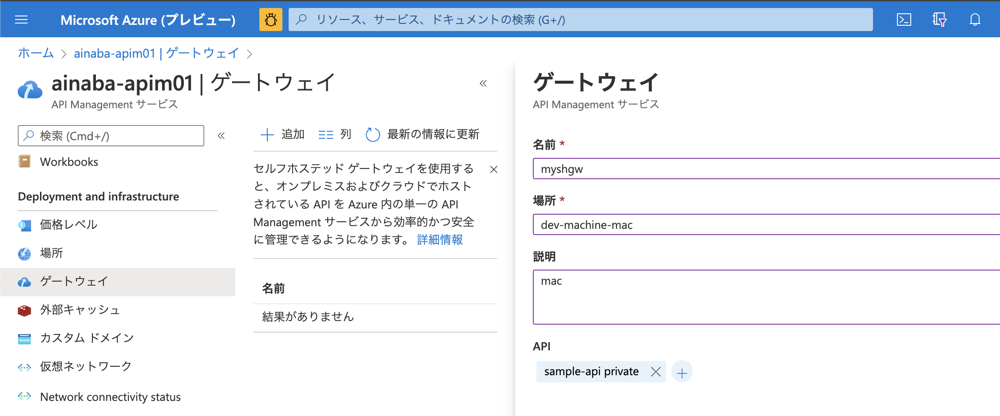 Microsoft Azure (プレビュー)
リソース、サービス、ドキュメントの検索 (G+/)
ホーム > ainaba-apim01 | ゲートウェイ >
ainaba-apim01 | ゲートウェイ
API Management サービス
検索 (Cmd+/)
Workbooks
Deployment and infrastructure
価格レベル
場所
ゲートウェイ
外部キャッシュ
カスタム ドメイン
仮想ネットワーク
Network connectivity status
追加 列 最新の情報に更新
セルフホステッド ゲートウェイを使用する
と、オンプレミスおよびクラウドでホスト
されている API を Azure 内の単一の API
Management サービスから効率的かつ安全
に管理できるようになります。 詳細情報
名前
結果がありません
ゲートウェイ
API Management サービス
名前 *
myshgw
場所 *
dev-machine-mac
説明
mac
API
sample-api private